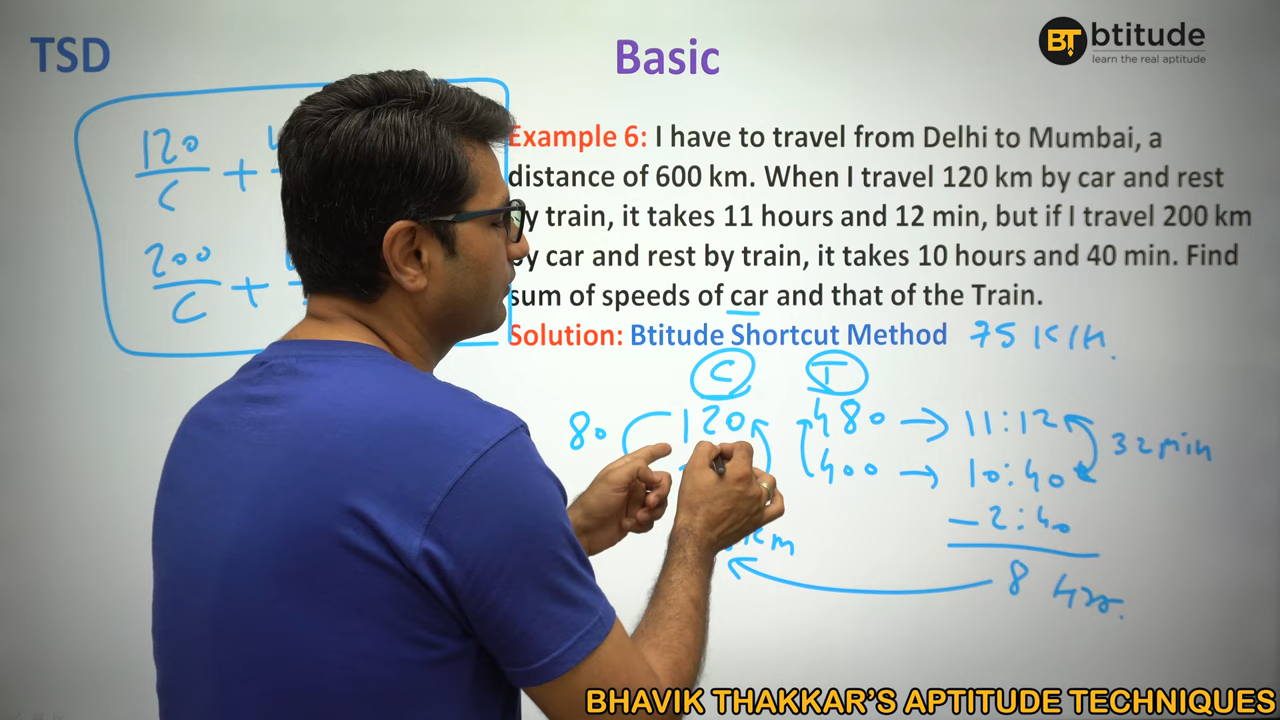 TSD
Basic
BT btitude
learn the real aptitude
120/C +
200/C +
Example 6: I have to travel from Delhi to Mumbai, a
distance of 600 km. When I travel 120 km by car and rest
by train, it takes 11 hours and 12 min, but if I travel 200 km
by car and rest by train, it takes 10 hours and 40 min. Find
sum of speeds of car and that of the Train.
Solution: Btitude Shortcut Method 75 K/H.
C T
80 120 480 → 11:12 32 min
400 → 10:40
- 2:40
km 8 hrs.
BHAVIK THAKKAR'S APTITUDE TECHNIQUES